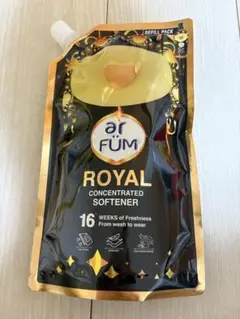 REFILL PACK
ar
FÜM
ROYAL
CONCENTRATED
SOFTENER
16 WEEKS of Freshness
From wash to wear